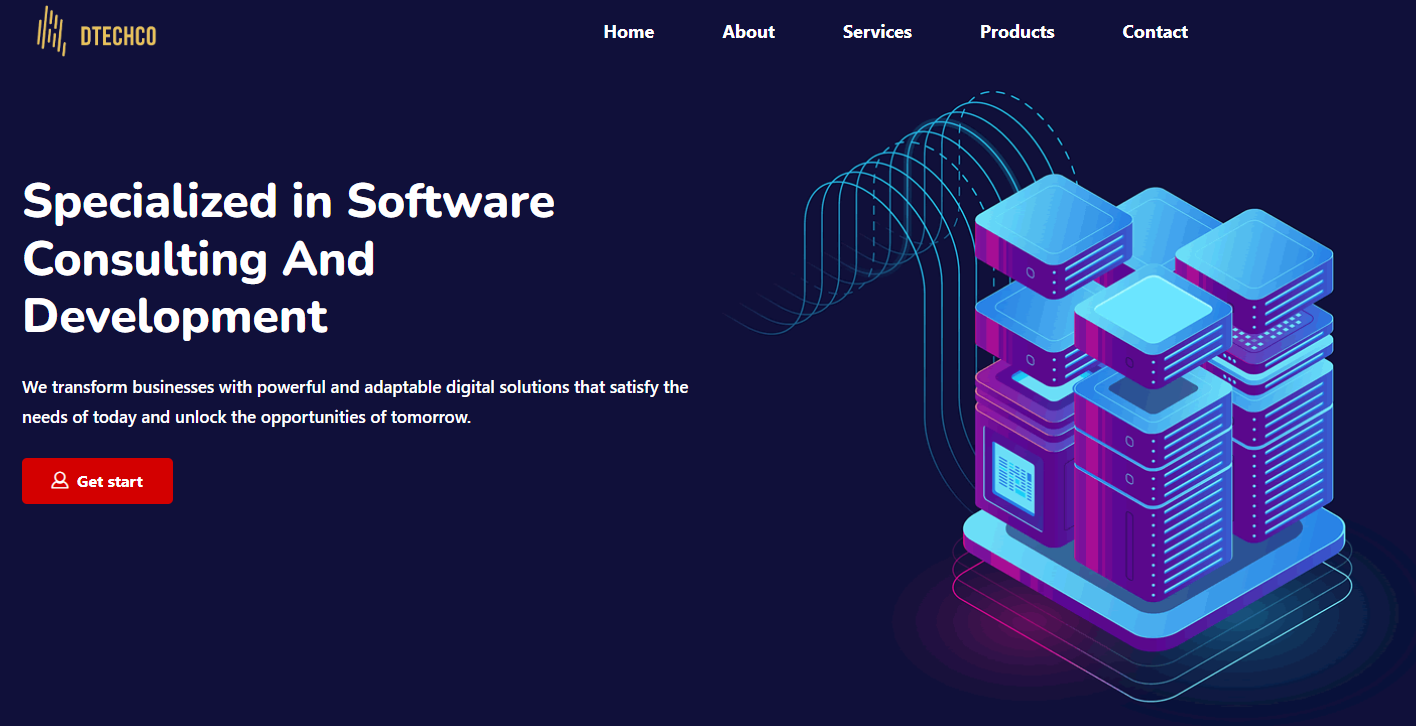 DTECHCO
Home About Services Products Contact
Specialized in Software
Consulting And
Development
We transform businesses with powerful and adaptable digital solutions that satisfy the
needs of today and unlock the opportunities of tomorrow.
Get start